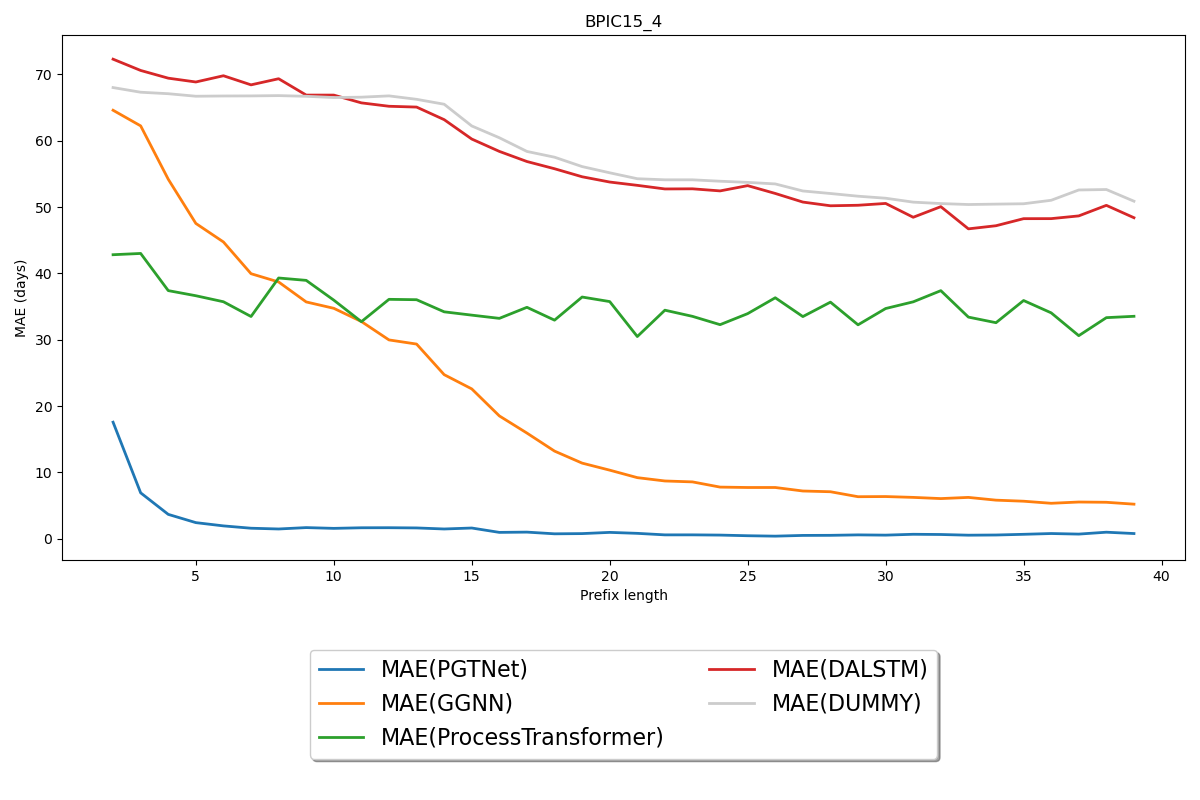 BPIC15_4
70
60
50
40
30
20
10
0
MAE (days)
5 10 15 20 25 30 35 40
Prefix length
MAE(PGTNet)
MAE(GGNN)
MAE(ProcessTransformer)
MAE(DALSTM)
MAE(DUMMY)